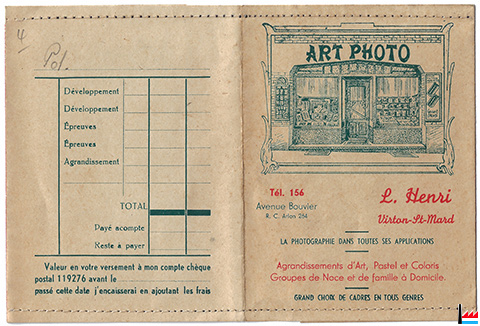 4
Pol.
Développement
Développement
Épreuves
Épreuves
Agrandissement
TOTAL
Payé acompte
Reste à payer
Valeur en votre versement à mon compte chèque
postal 119276 avant le
passé cette date j'encaisserai en ajoutant les frais
ART PHOTO
Tél. 156
Avenue Bouvier
R. C. Arlon 254
L. Henri
Virton-St-Mard
LA PHOTOGRAPHIE DANS TOUTES SES APPLICATIONS
Agrandissements d'Art, Pastel et Coloris
Groupes de Noce et de famille à Domicile.
GRAND CHOIX DE CADRES EN TOUS GENRES